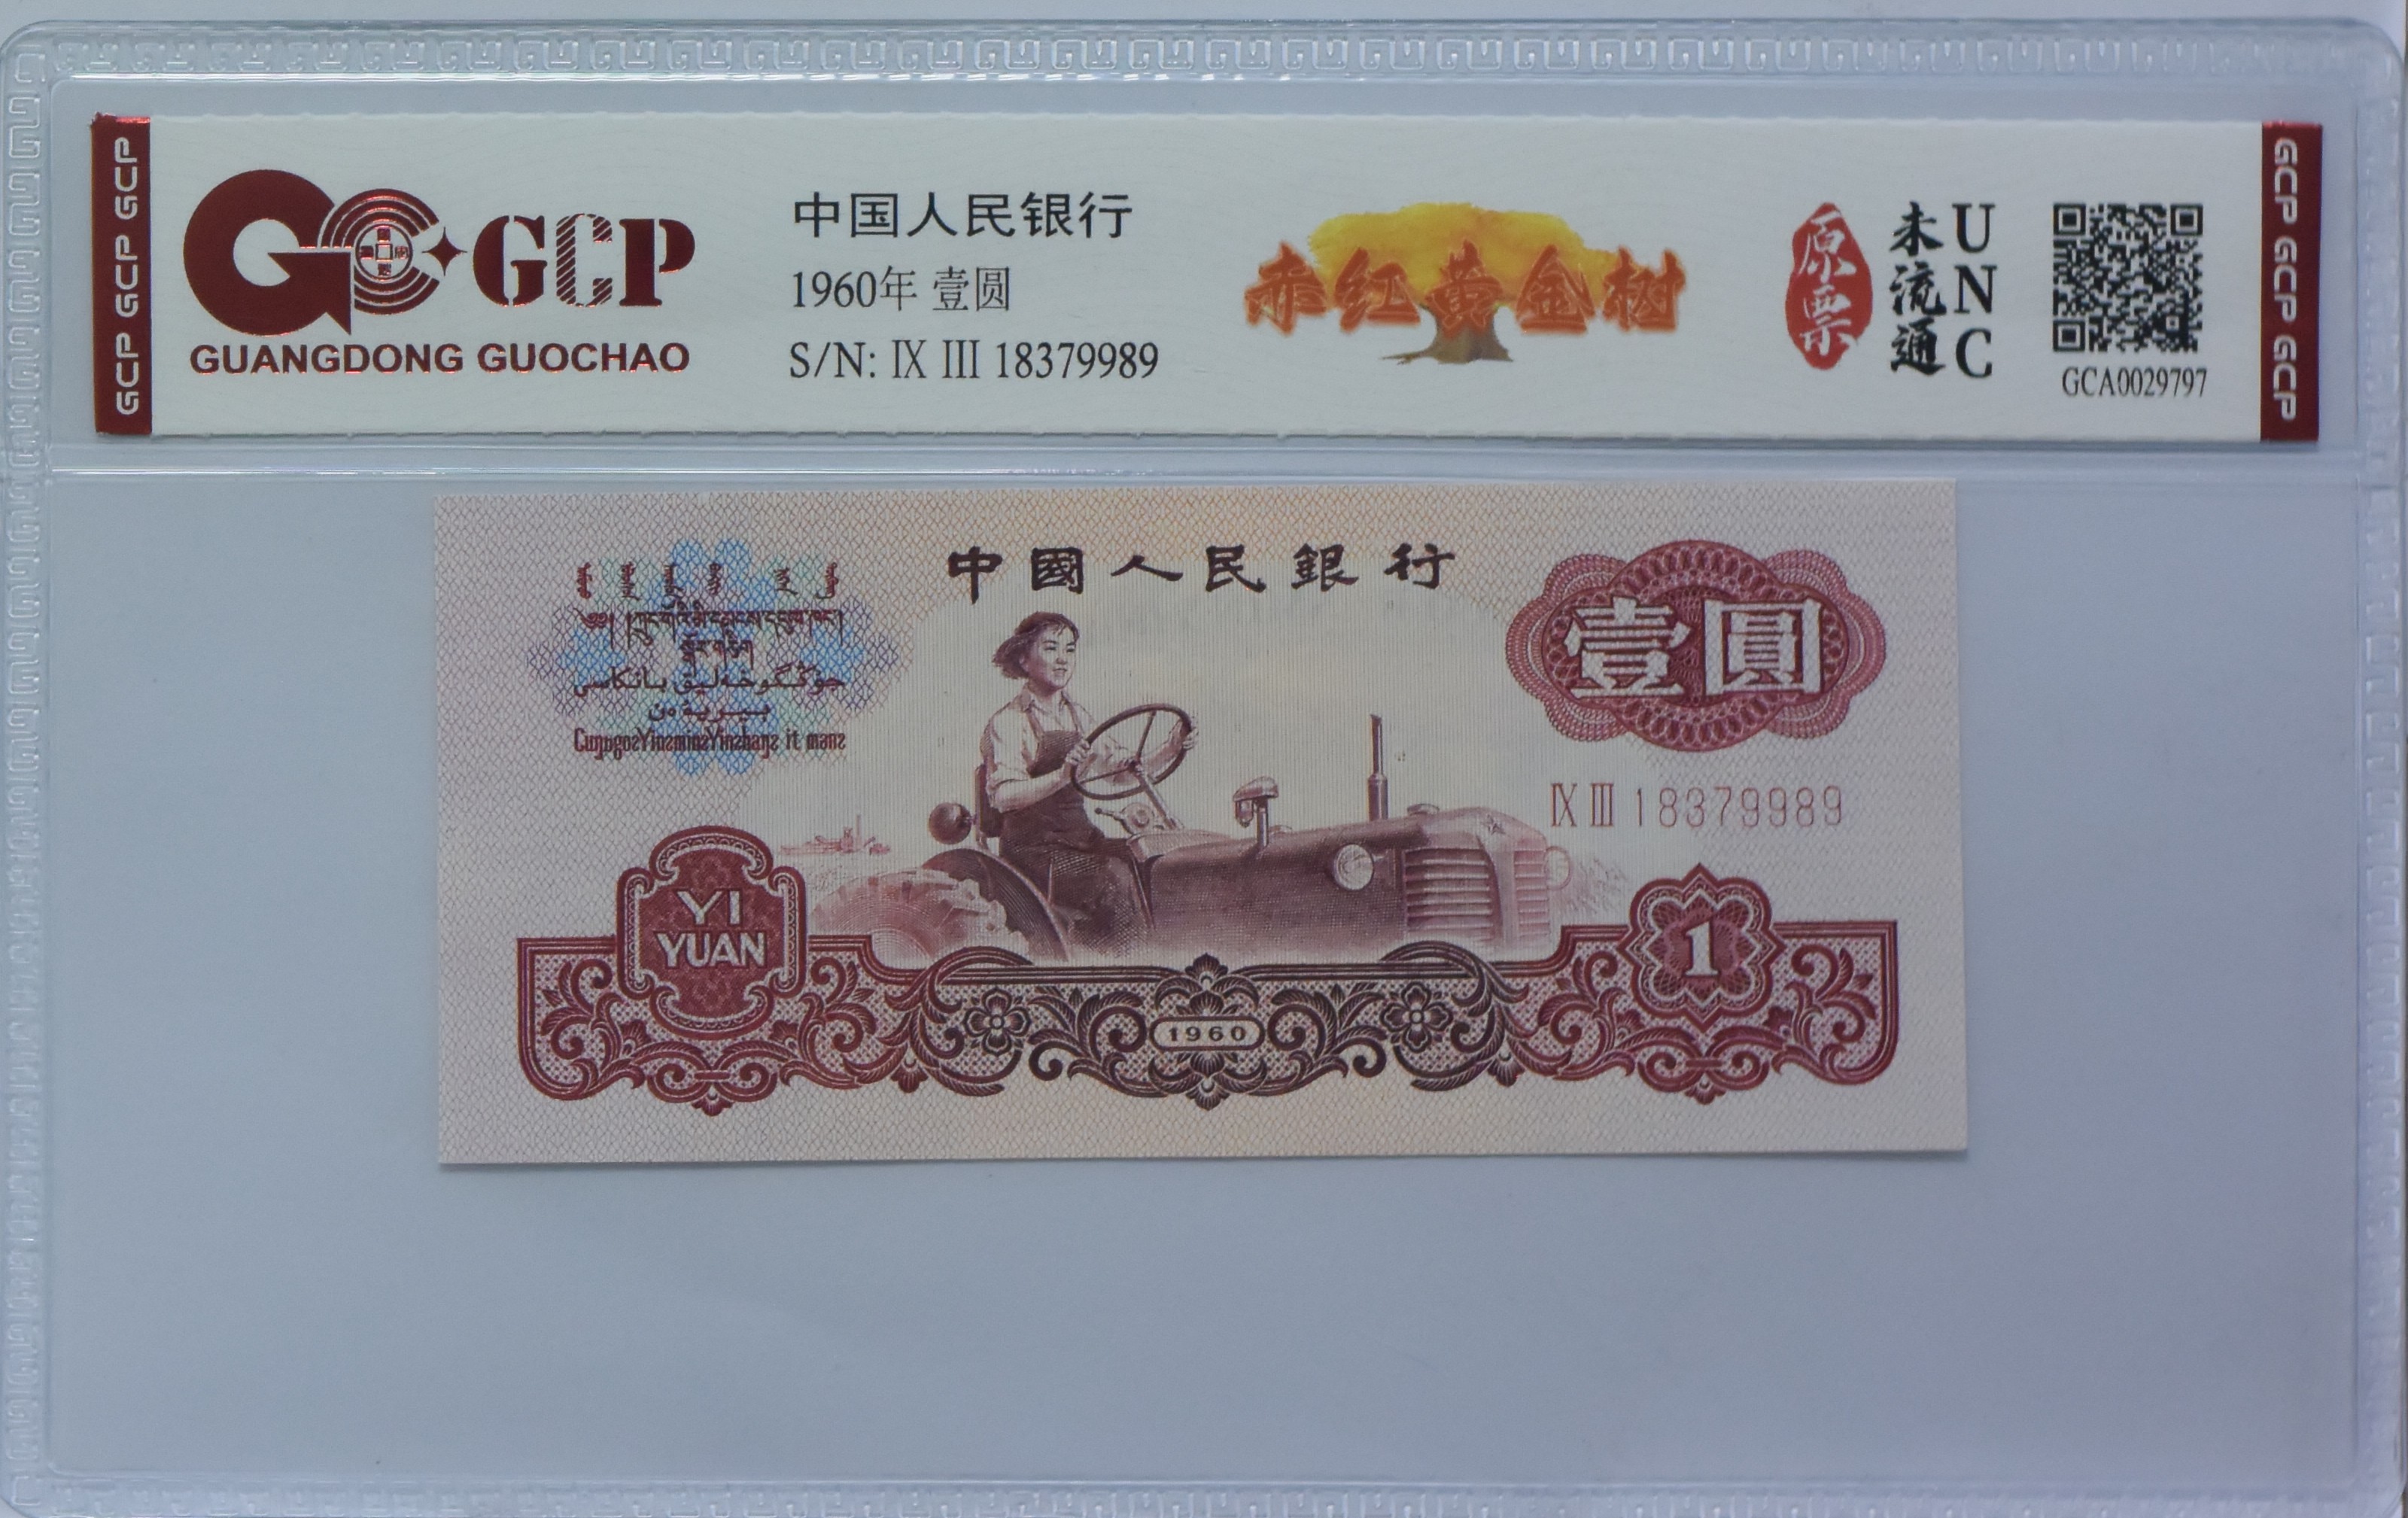 GCP GCP GCP
GCP
GUANGDONG GUOCHAO
中国人民银行
1960年 壹圆
S/N: IX III 18379989
赤红黄金树
原票
未流通
UNC
GCA0029797
GCP GCP GCP
中國人民銀行
壹圓
IX III 18379989
YI
YUAN
1
1960